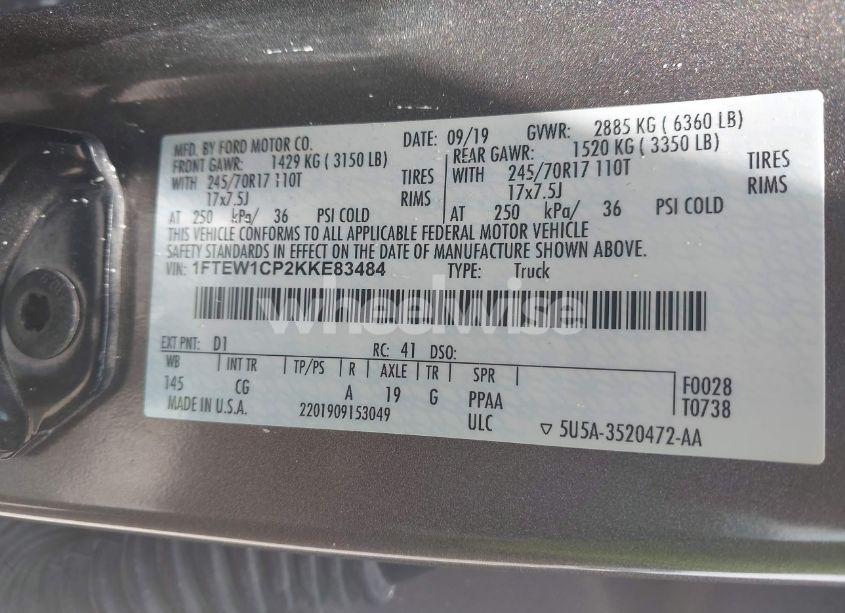 MFD. BY FORD MOTOR CO.
DATE: 09/19 GVWR: 2885 KG ( 6360 LB)
FRONT GAWR: 1429 KG ( 3150 LB) REAR GAWR: 1520 KG ( 3350 LB)
WITH 245/70R17 110T TIRES WITH 245/70R17 110T TIRES
17x7.5J RIMS 17x7.5J RIMS
AT 250 kPa/ 36 PSI COLD AT 250 kPa/ 36 PSI COLD
THIS VEHICLE CONFORMS TO ALL APPLICABLE FEDERAL MOTOR VEHICLE
SAFETY STANDARDS IN EFFECT ON THE DATE OF MANUFACTURE SHOWN ABOVE.
VIN: 1FTEW1CP2KKE83484 TYPE: Truck
wheelwise
EXT PNT: D1 RC: 41 DSO:
WB INT TR TP/PS R AXLE TR SPR
145 CG A 19 G PPAA F0028
MADE IN U.S.A. 2201909153049 ULC T0738
▽ 5U5A-3520472-AA